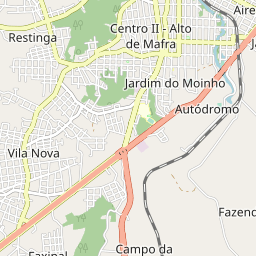 Restinga
Centro II - Alto
de Mafra
Aire
Jardim do Moinho
Autódromo
Vila Nova
Fazend
Faxinal
Campo da